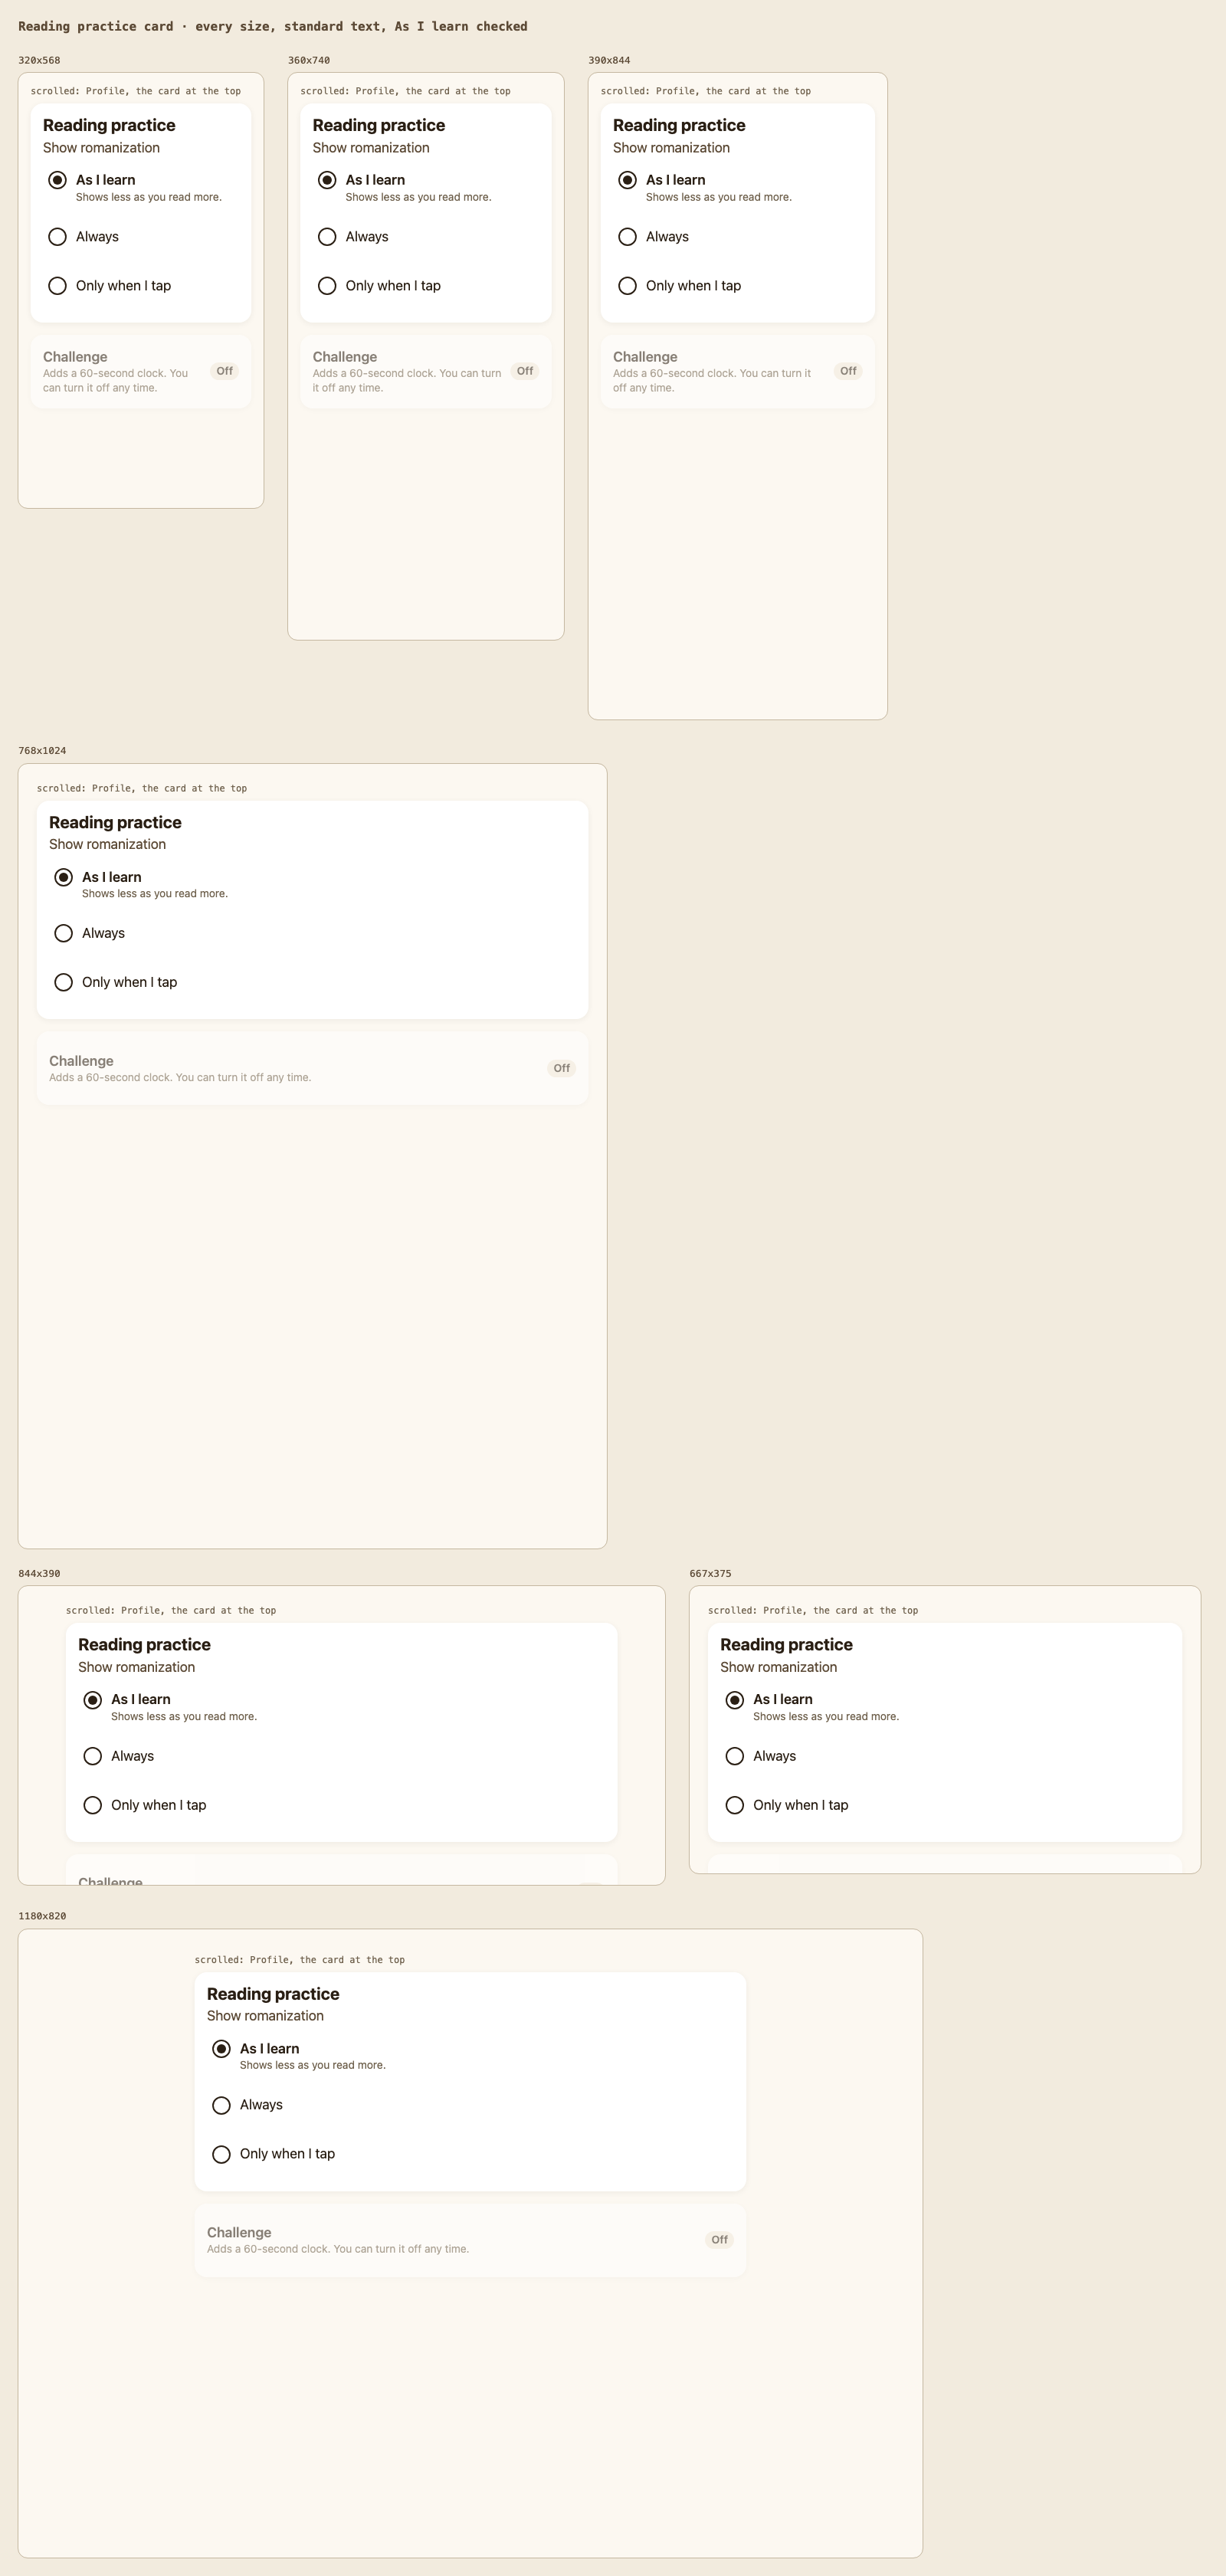 Reading practice card · every size, standard text, As I learn checked
320x568
scrolled: Profile, the card at the top
Reading practice
Show romanization
As I learn
Shows less as you read more.
Always
Only when I tap
Challenge
Adds a 60-second clock. You
can turn it off any time.
Off
360x740
scrolled: Profile, the card at the top
Reading practice
Show romanization
As I learn
Shows less as you read more.
Always
Only when I tap
Challenge
Adds a 60-second clock. You can turn
it off any time.
Off
390x844
scrolled: Profile, the card at the top
Reading practice
Show romanization
As I learn
Shows less as you read more.
Always
Only when I tap
Challenge
Adds a 60-second clock. You can turn it
off any time.
Off
768x1024
scrolled: Profile, the card at the top
Reading practice
Show romanization
As I learn
Shows less as you read more.
Always
Only when I tap
Challenge
Adds a 60-second clock. You can turn it off any time.
Off
844x390
scrolled: Profile, the card at the top
Reading practice
Show romanization
As I learn
Shows less as you read more.
Always
Only when I tap
Challenge
667x375
scrolled: Profile, the card at the top
Reading practice
Show romanization
As I learn
Shows less as you read more.
Always
Only when I tap
1180x820
scrolled: Profile, the card at the top
Reading practice
Show romanization
As I learn
Shows less as you read more.
Always
Only when I tap
Challenge
Adds a 60-second clock. You can turn it off any time.
Off